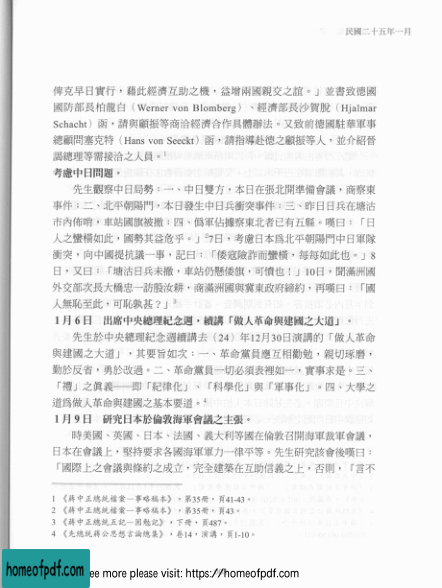 民國二十五年一月
俾克早日實行，藉此經濟互助之機，益增兩國親交之誼。」並書致德國
國防部長柏龍白（Werner von Blomberg）、經濟部長沙賀脫（Hjalmar
Schacht）函，請與顧振等商洽經濟合作具體辦法。又致前德國駐華軍事
總顧問塞克特（Hans von Seeckt）函，請指導赴德之顧振等人，並介紹晉
謁總理等需接洽之人員。1
考慮中日問題。
先生觀察中日局勢：一、中日雙方，本日在張北開準備會議，商察東
事件；二、北平朝陽門，本日發生中日兵衝突事件；三、昨日日兵在塘沽
市內佈哨，車站國旗被撤；四、偽軍佔據察東者已有五縣。嘆曰：「日
人之蠻橫如此，國勢其益危乎。」2 7日，考慮日本為北平朝陽門中日軍隊
衝突，向中國提抗議一事，記曰：「倭寇險詐而蠻橫，每每如此也。」8
日，又曰：「塘沽日兵未撤，車站仍懸倭旗，可憤也！」10日，聞滿洲國
外交部次長大橋忠一訪殷汝耕，商滿洲國與冀東政府締約，再嘆曰：「國
人無恥至此，可恥孰甚？」3
1月6日　出席中央總理紀念週，續講「做人革命與建國之大道」。
先生於中央總理紀念週續講去（24）年12月30日演講的「做人革命
與建國之大道」，其要旨如次：一、革命黨員應互相勸勉，親切琢磨，
勤於反省，勇於改過。二、革命黨員一切必須表裡如一，實事求是。三、
「禮」之真義——即「紀律化」、「科學化」與「軍事化」。四、大學之
道爲做人革命與建國之基本要道。4
1月9日　研究日本於倫敦海軍會議之主張。
時美國、英國、日本、法國、義大利等國在倫敦召開海軍裁軍會議，
日本在會議上，堅持要求各國海軍軍力一律平等。先生研究該會後嘆曰：
「國際上之會議與條約之成立，完全建築在互助信義之上，否則，「言不
1 《蔣中正總統檔案—事略稿本》，第35冊，頁41-43。
2 《蔣中正總統檔案—事略稿本》，第35冊，頁43。
3 《蔣中正總統五記—困勉記》，下冊，頁487。
4 《先總統蔣公思想言論總集》，卷14，演講，頁1-10。
homeofpdf.com
ee more please visit: https://homeofpdf.com